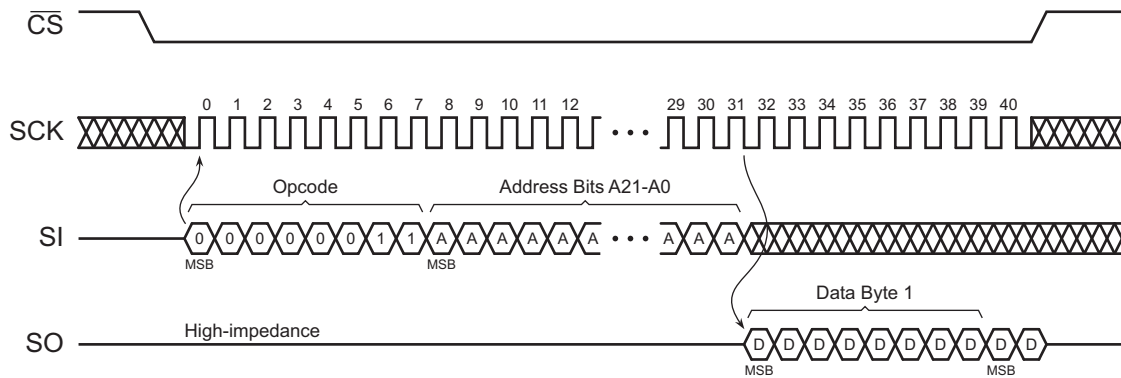 CS
0 1 2 3 4 5 6 7 8 9 10 11 12 29 30 31 32 33 34 35 36 37 38 39 40
SCK
Opcode Address Bits A21-A0
SI 0 0 0 0 0 0 1 1 A A A A A A A A A
MSB MSB
Data Byte 1
High-impedance
SO D D D D D D D D D D
MSB MSB